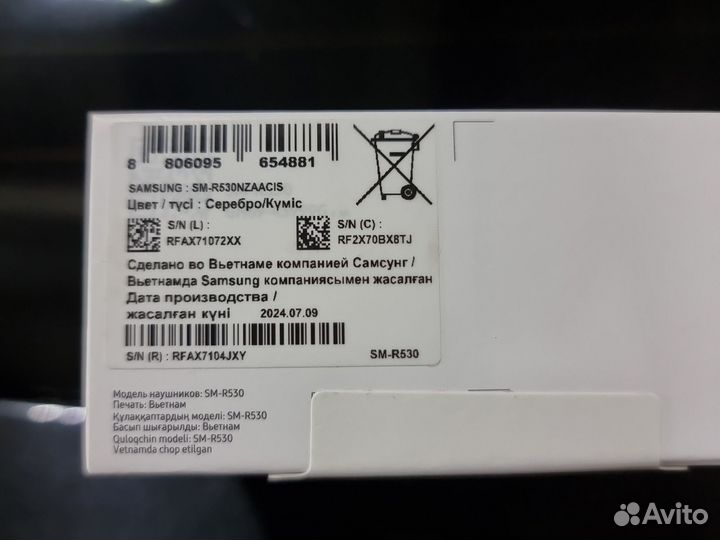 8 806095 654881
SAMSUNG : SM-R530NZAACIS
Цвет / түсі : Серебро/Күміс
S/N (L) :
RFAX71072XX
S/N (C) :
RF2X70BX8TJ
Сделано во Вьетнаме компанией Самсунг /
Вьетнамда Samsung компаниясымен жасалған
Дата производства /
жасалған күні 2024.07.09
S/N (R) : RFAX7104JXY SM-R530
Модель наушников: SM-R530
Печать: Вьетнам
Құлаққаптардың моделі: SM-R530
Басып шығарылды: Вьетнам
Quloqchin modeli: SM-R530
Vetnamda chop etilgan
Avito